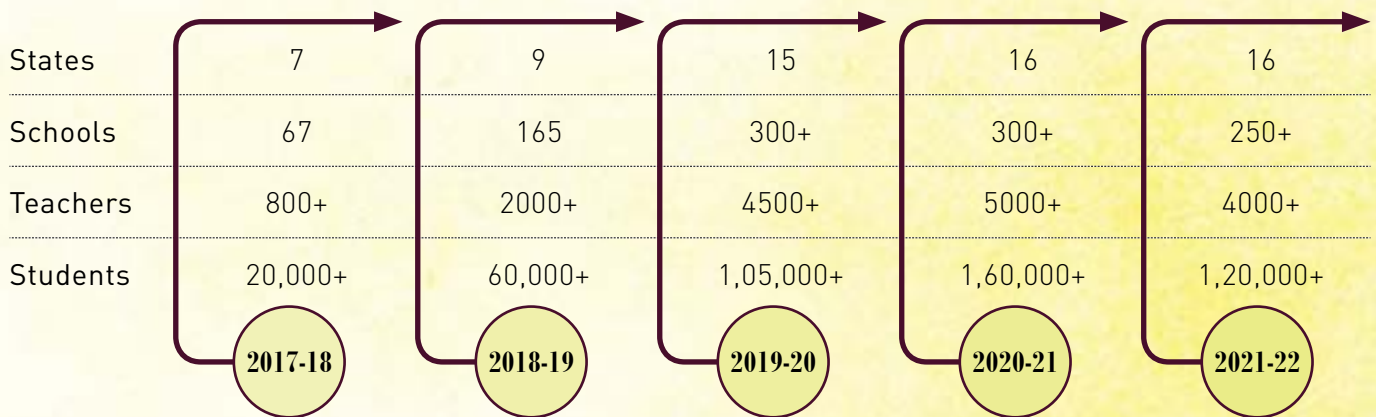 States 7 9 15 16 16
Schools 67 165 300+ 300+ 250+
Teachers 800+ 2000+ 4500+ 5000+ 4000+
Students 20,000+ 60,000+ 1,05,000+ 1,60,000+ 1,20,000+
2017-18 2018-19 2019-20 2020-21 2021-22